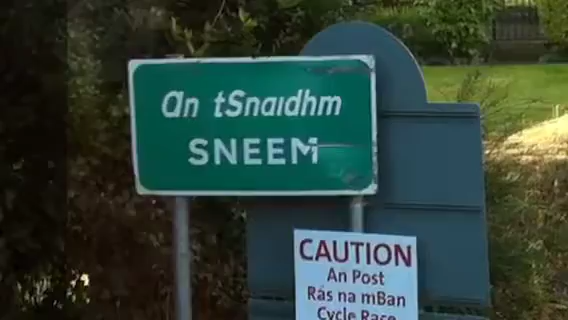 An tSnaidhm
SNEEM
CAUTION
An Post
Rás na mBan
Cycle Race